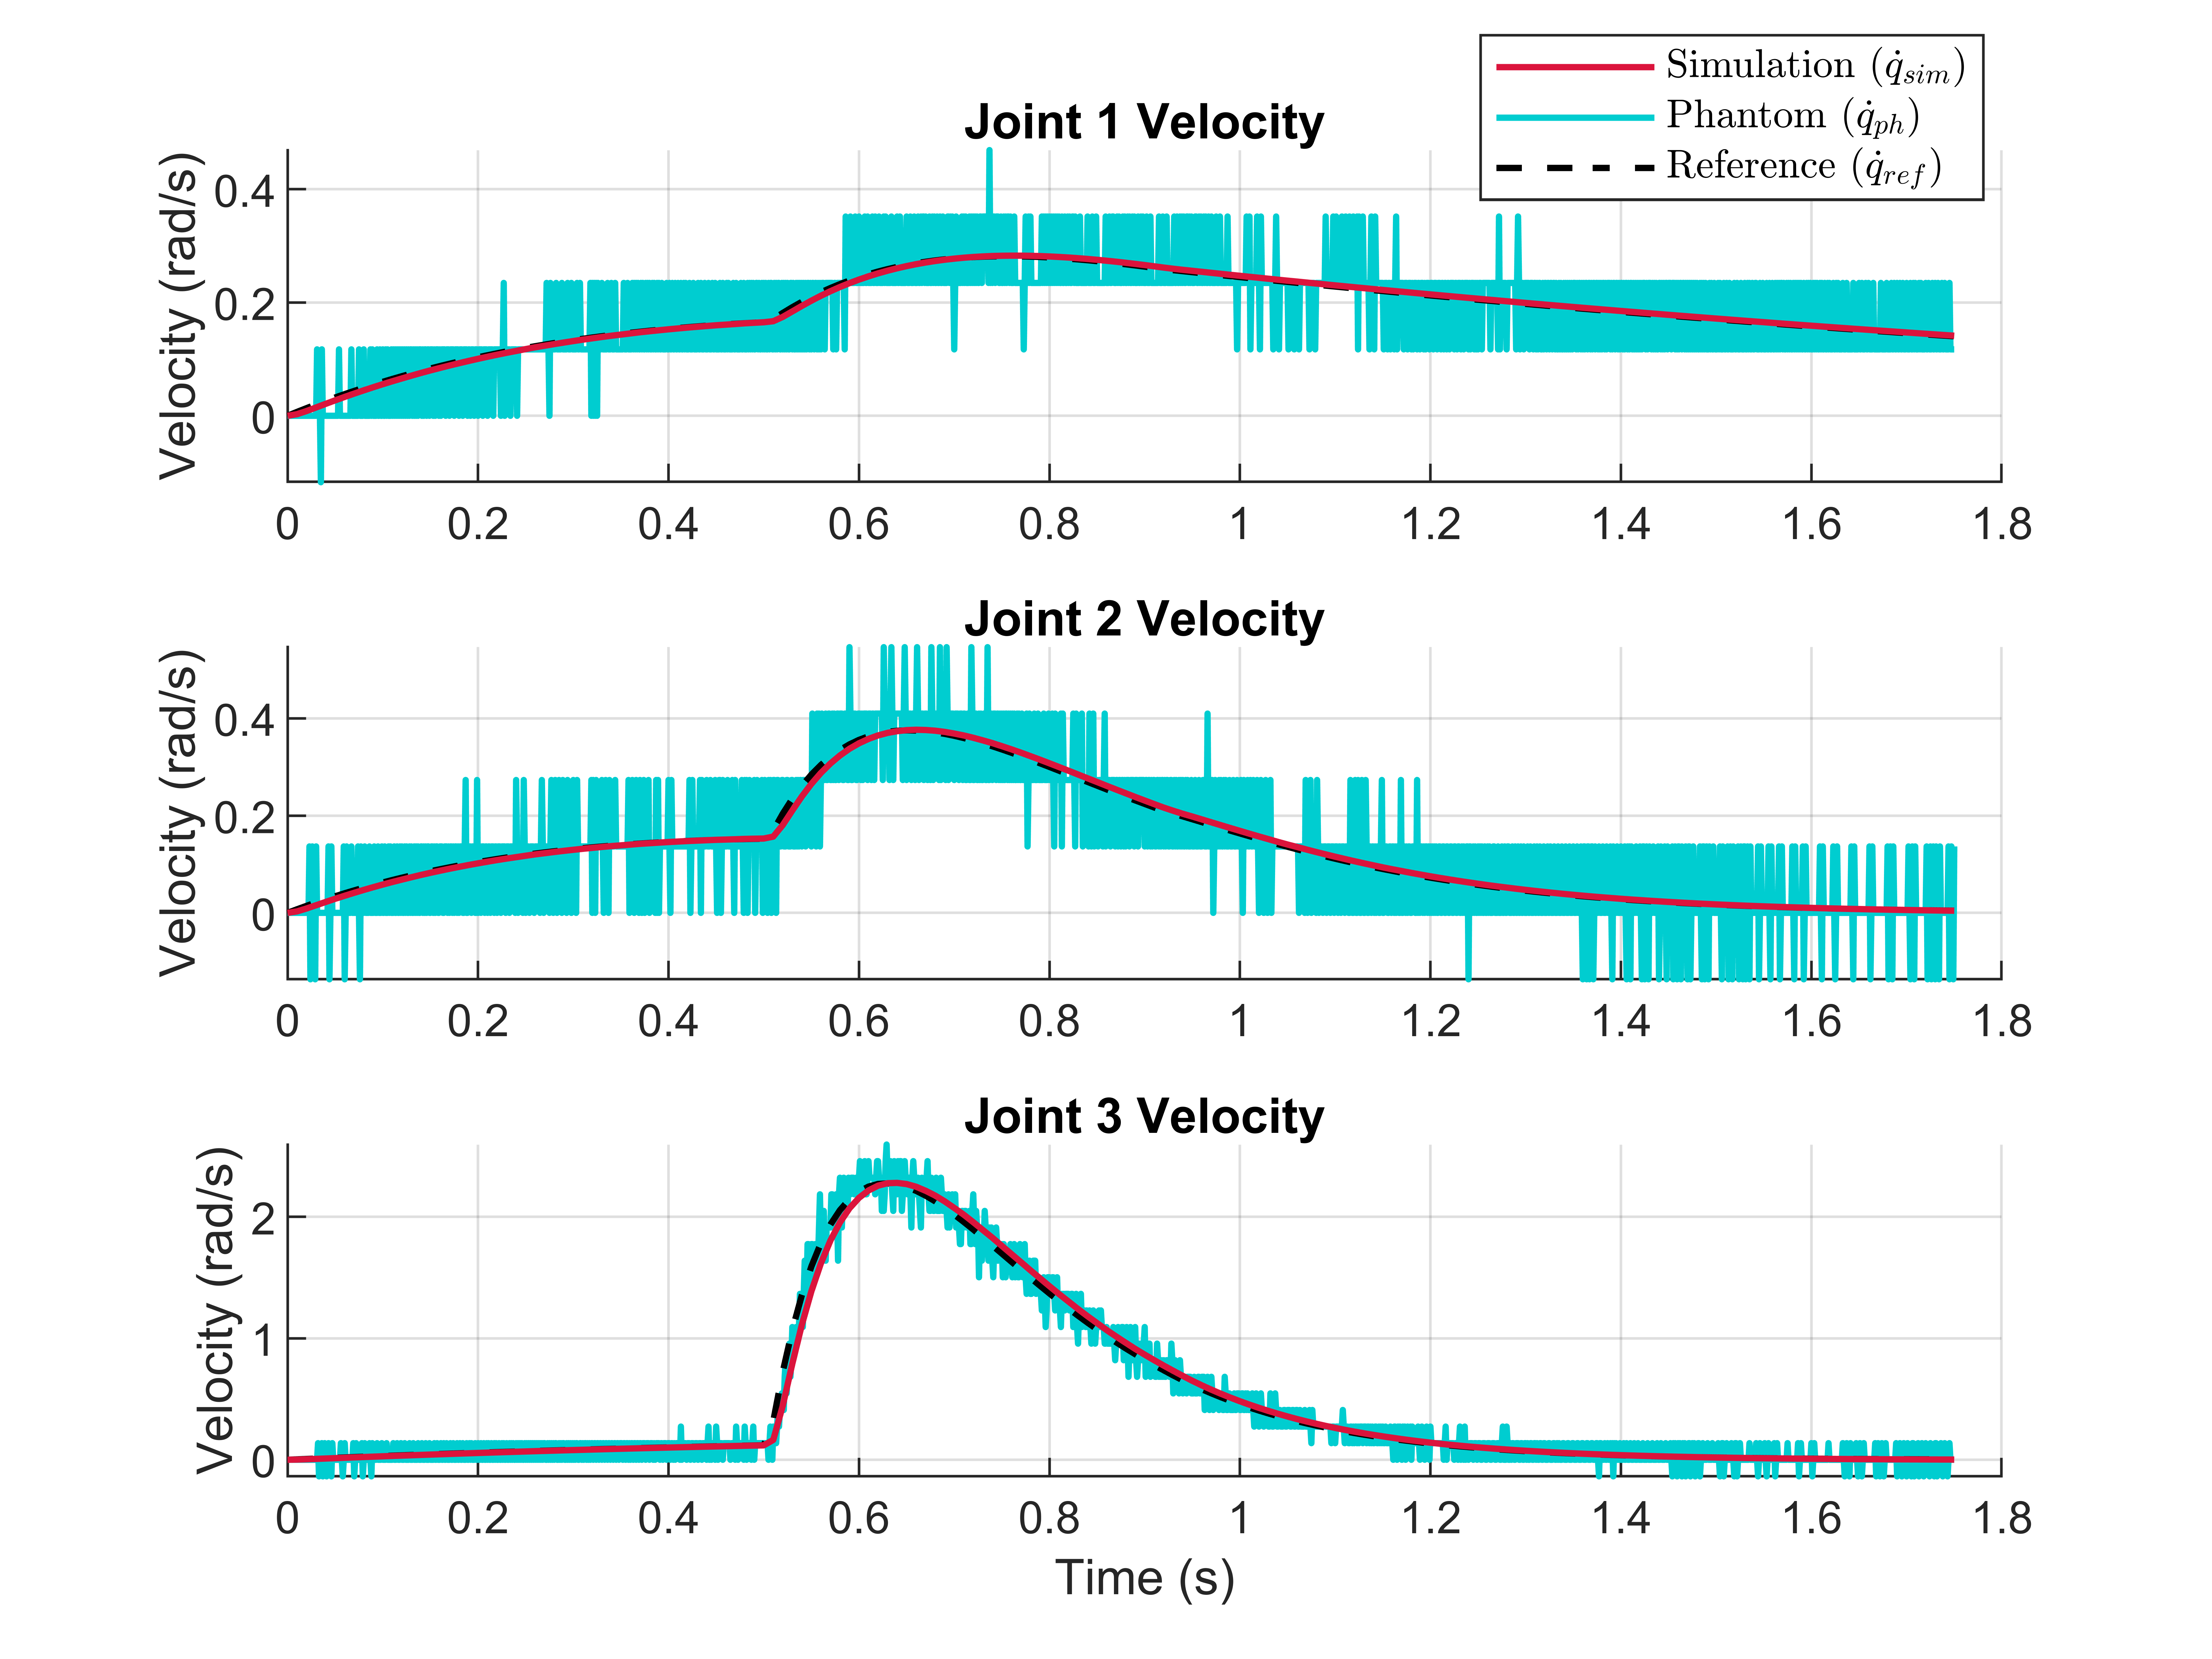 Simulation (q̇sim)
Phantom (q̇ph)
Reference (q̇ref)
Joint 1 Velocity
Velocity (rad/s)
0.4
0.2
0
0 0.2 0.4 0.6 0.8 1 1.2 1.4 1.6 1.8
Joint 2 Velocity
Velocity (rad/s)
0.4
0.2
0
0 0.2 0.4 0.6 0.8 1 1.2 1.4 1.6 1.8
Joint 3 Velocity
Velocity (rad/s)
2
1
0
0 0.2 0.4 0.6 0.8 1 1.2 1.4 1.6 1.8
Time (s)